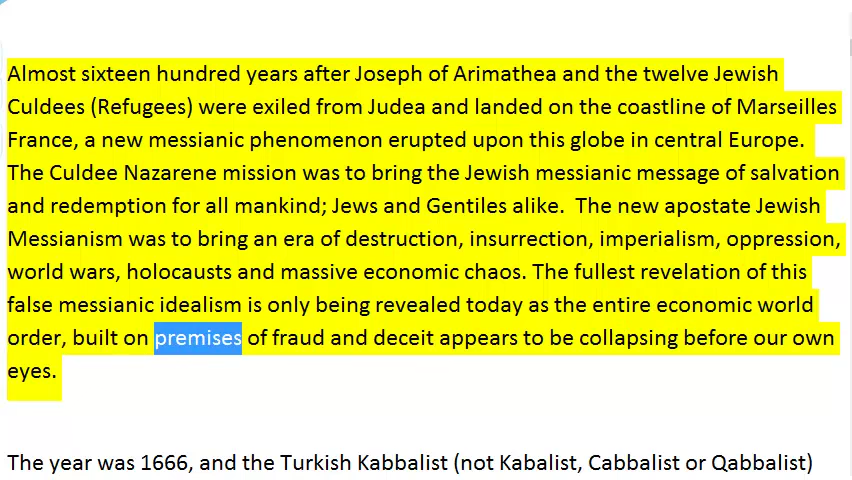 Almost sixteen hundred years after Joseph of Arimathea and the twelve Jewish
Culdees (Refugees) were exiled from Judea and landed on the coastline of Marseilles
France, a new messianic phenomenon erupted upon this globe in central Europe.
The Culdee Nazarene mission was to bring the Jewish messianic message of salvation
and redemption for all mankind; Jews and Gentiles alike.  The new apostate Jewish
Messianism was to bring an era of destruction, insurrection, imperialism, oppression,
world wars, holocausts and massive economic chaos. The fullest revelation of this
false messianic idealism is only being revealed today as the entire economic world
order, built on premises of fraud and deceit appears to be collapsing before our own
eyes.
The year was 1666, and the Turkish Kabbalist (not Kabalist, Cabbalist or Qabbalist)